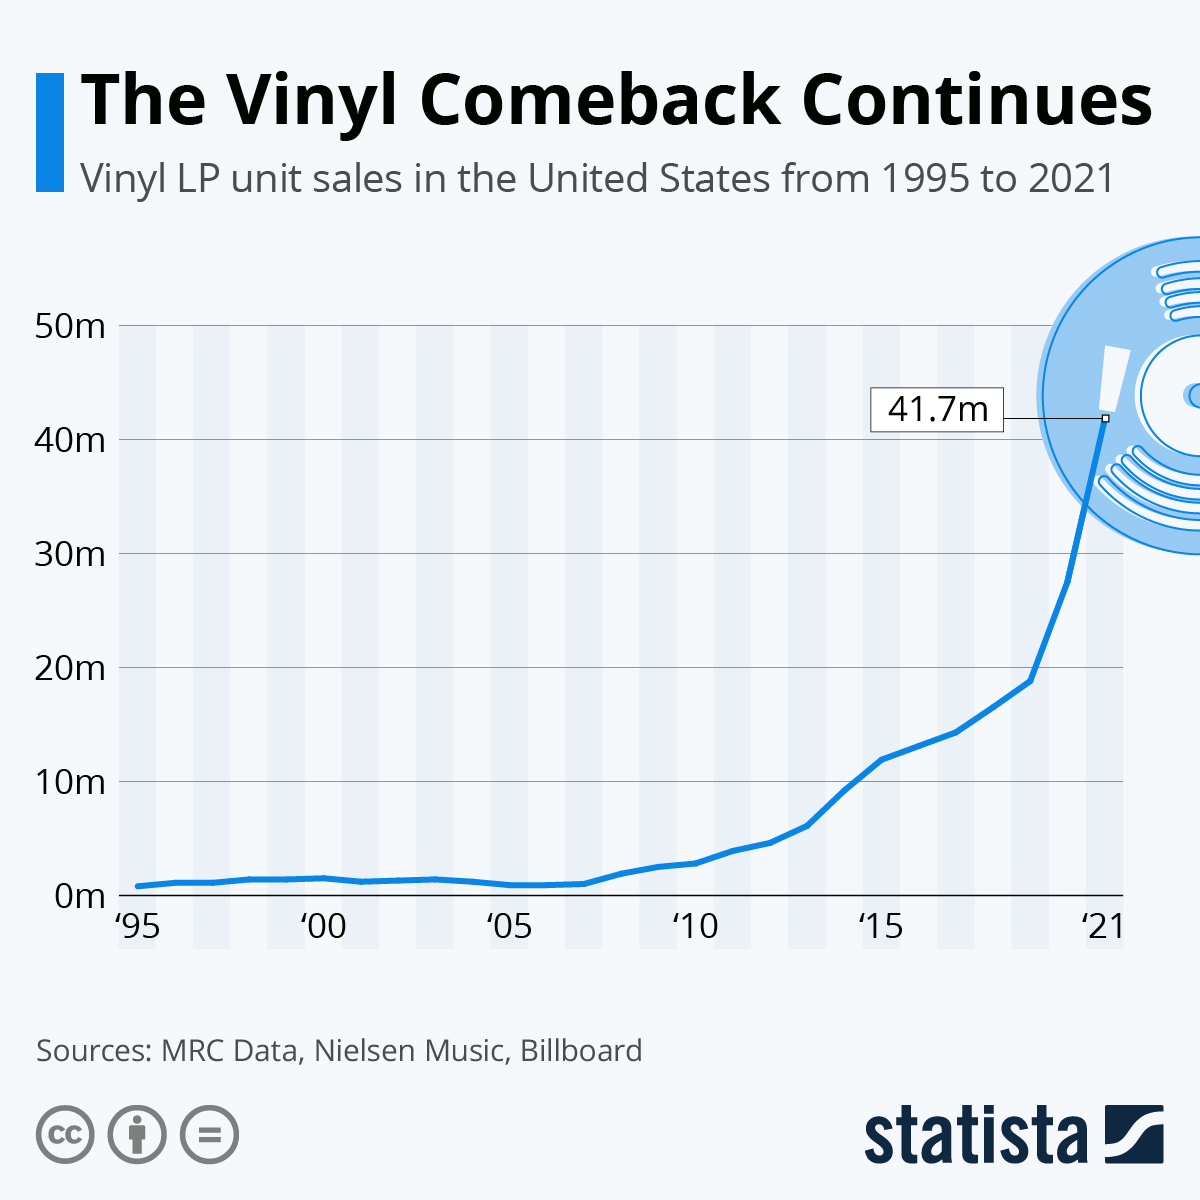 The Vinyl Comeback Continues
Vinyl LP unit sales in the United States from 1995 to 2021
50m
41.7m
40m
30m
20m
10m
0m
‘95 ‘00 ‘05 ‘10 ‘15 ‘21
Sources: MRC Data, Nielsen Music, Billboard
cc = statista